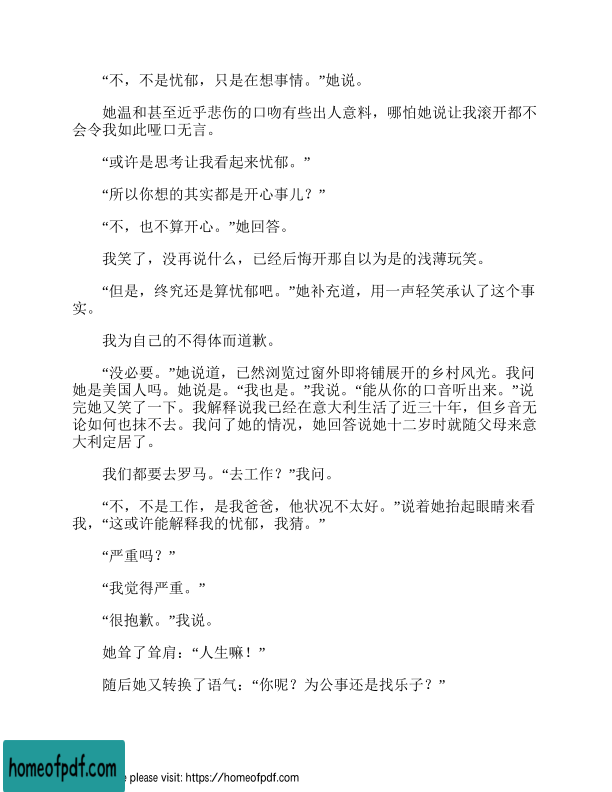 “不，不是忧郁，只是在想事情。”她说。
她温和甚至近乎悲伤的口吻有些出人意料，哪怕她说让我滚开都不
会令我如此哑口无言。
“或许是思考让我看起来忧郁。”
“所以你想的其实都是开心事儿？”
“不，也不算开心。”她回答。
我笑了，没再说什么，已经后悔开那自以为是的浅薄玩笑。
“但是，终究还是算忧郁吧。”她补充道，用一声轻笑承认了这个事
实。
我为自己的不得体而道歉。
“没必要。”她说道，已然浏览过窗外即将铺展开的乡村风光。我问
她是美国人吗。她说是。“我也是。”我说。“能从你的口音听出来。”说
完她又笑了一下。我解释说我已经在意大利生活了近三十年，但乡音无
论如何也抹不去。我问了她的情况，她回答说她十二岁时就随父母来意
大利定居了。
我们都要去罗马。“去工作？”我问。
“不，不是工作，是我爸爸，他状况不太好。”说着她抬起眼睛来看
我，“这或许能解释我的忧郁，我猜。”
“严重吗？”
“我觉得严重。”
“很抱歉。”我说。
她耸了耸肩：“人生嘛！”
随后她又转换了语气：“你呢？为公事还是找乐子？”
homeofpdf.com
e please visit: https://homeofpdf.com